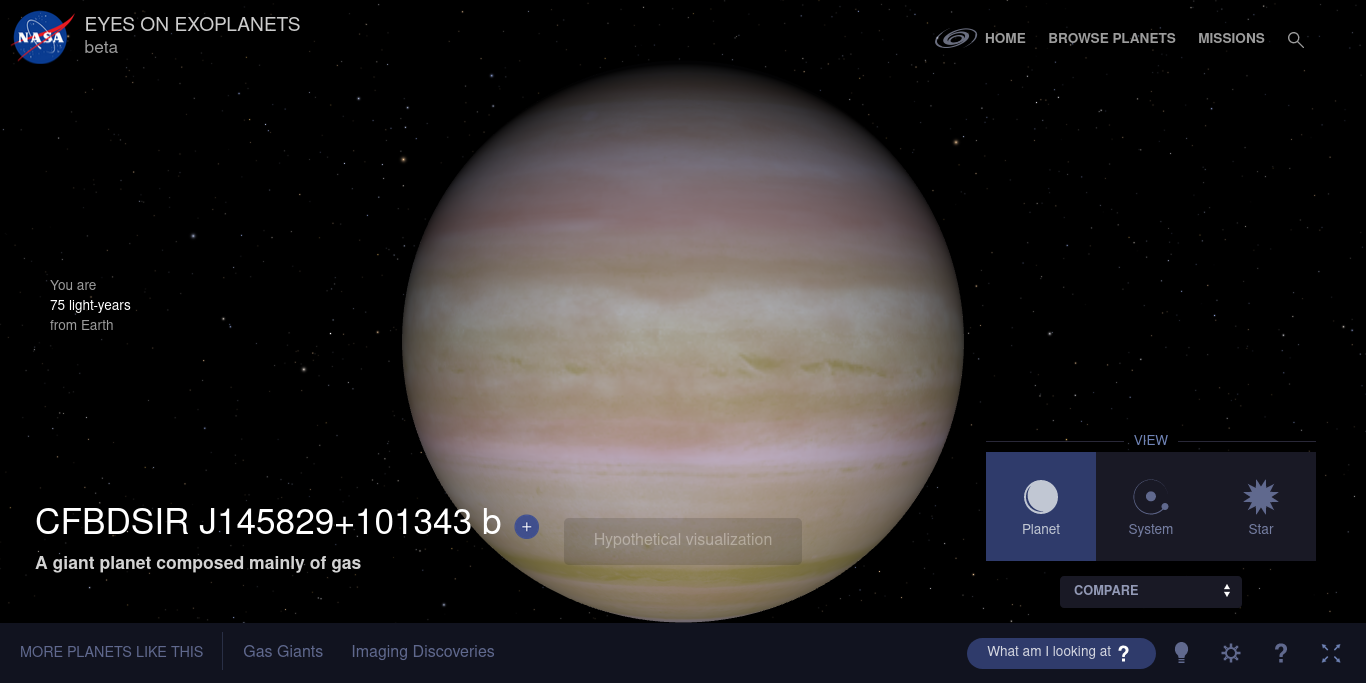 NASA
EYES ON EXOPLANETS
beta
HOME
BROWSE PLANETS
MISSIONS
You are
75 light-years
from Earth
VIEW
Planet
System
Star
CFBDSIR J145829+101343 b +
A giant planet composed mainly of gas
Hypothetical visualization
COMPARE
MORE PLANETS LIKE THIS
Gas Giants
Imaging Discoveries
What am I looking at ?
?